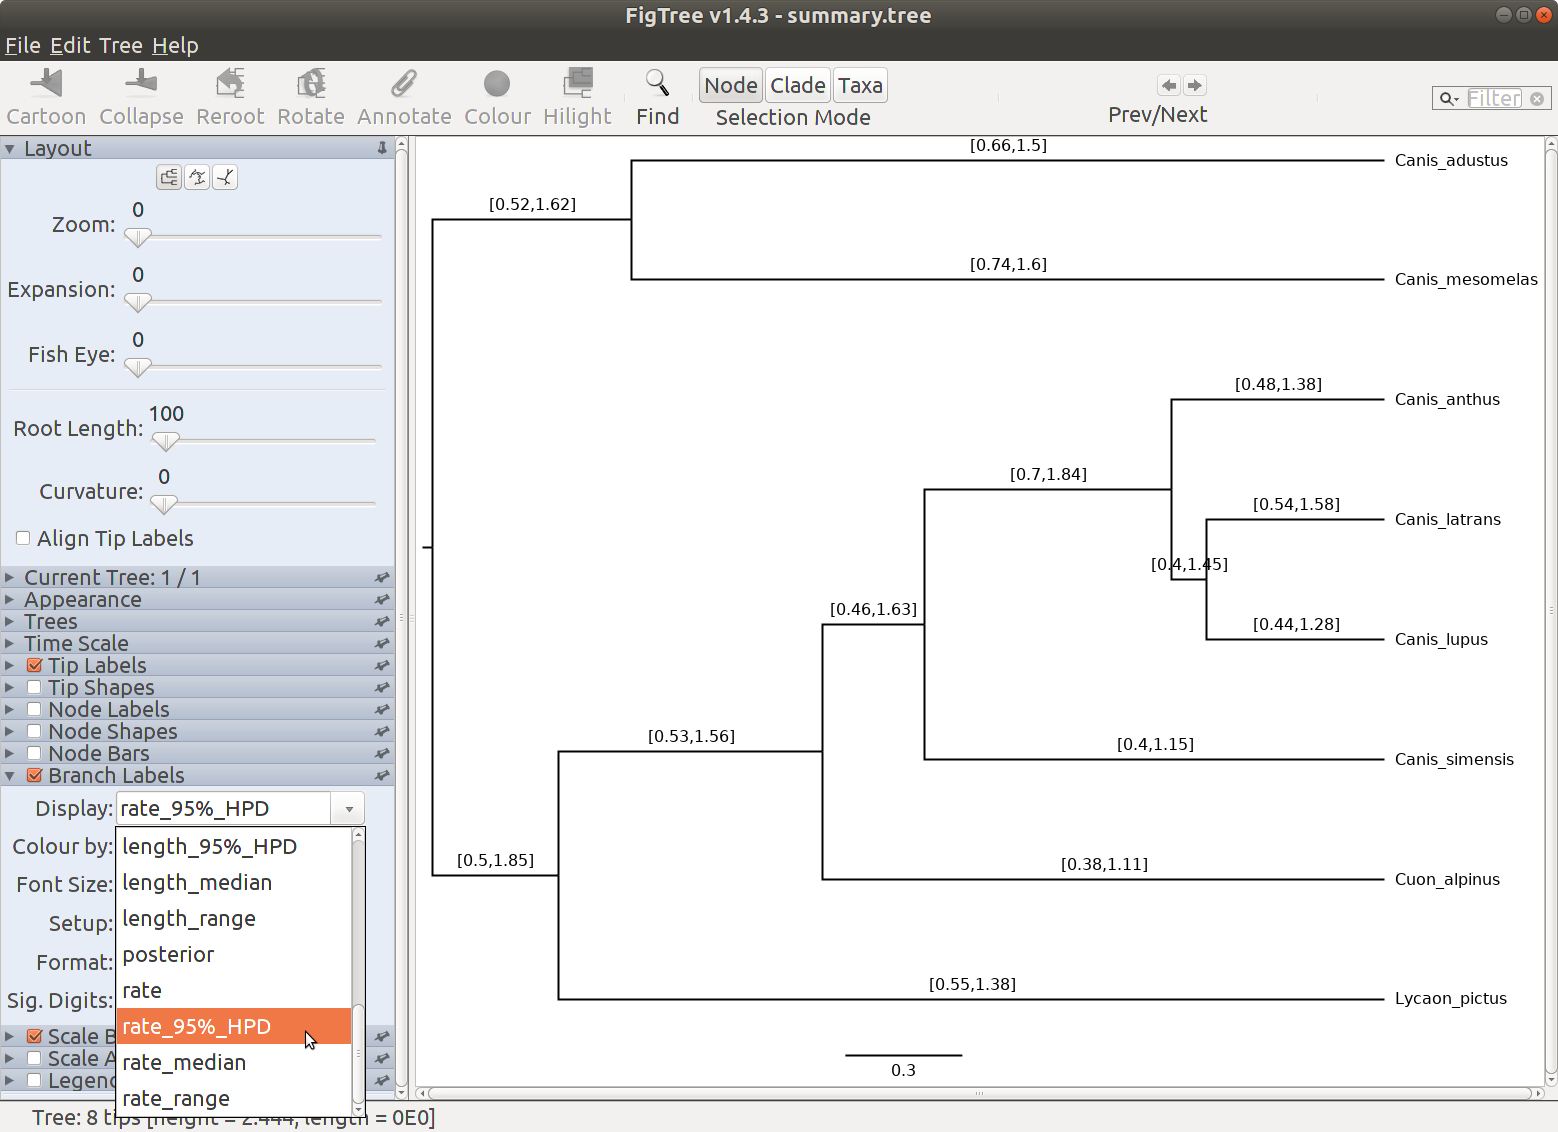 FigTree v1.4.3 - summary.tree
File Edit Tree Help
Cartoon Collapse Reroot Rotate Annotate Colour Hilight Find
Node Clade Taxa
Selection Mode
Prev/Next
Filter
Layout
Zoom: 0
Expansion: 0
Fish Eye: 0
Root Length: 100
Curvature: 0
Align Tip Labels
Current Tree: 1 / 1
Appearance
Trees
Time Scale
Tip Labels
Tip Shapes
Node Labels
Node Shapes
Node Bars
Branch Labels
Display: rate_95%_HPD
Colour by:
Font Size:
Setup:
Format:
Sig. Digits:
length_95%_HPD
length_median
length_range
posterior
rate
rate_95%_HPD
rate_median
rate_range
Scale B
Scale A
Legen
Tree: 8 tips [height = 2.444, length = 0E0]
[0.66,1.5]
Canis_adustus
[0.52,1.62]
[0.74,1.6]
Canis_mesomelas
[0.48,1.38]
Canis_anthus
[0.7,1.84]
[0.54,1.58]
Canis_latrans
[0.4,1.45]
[0.46,1.63]
[0.44,1.28]
Canis_lupus
[0.53,1.56]
[0.4,1.15]
Canis_simensis
[0.5,1.85]
[0.38,1.11]
Cuon_alpinus
[0.55,1.38]
Lycaon_pictus
0.3